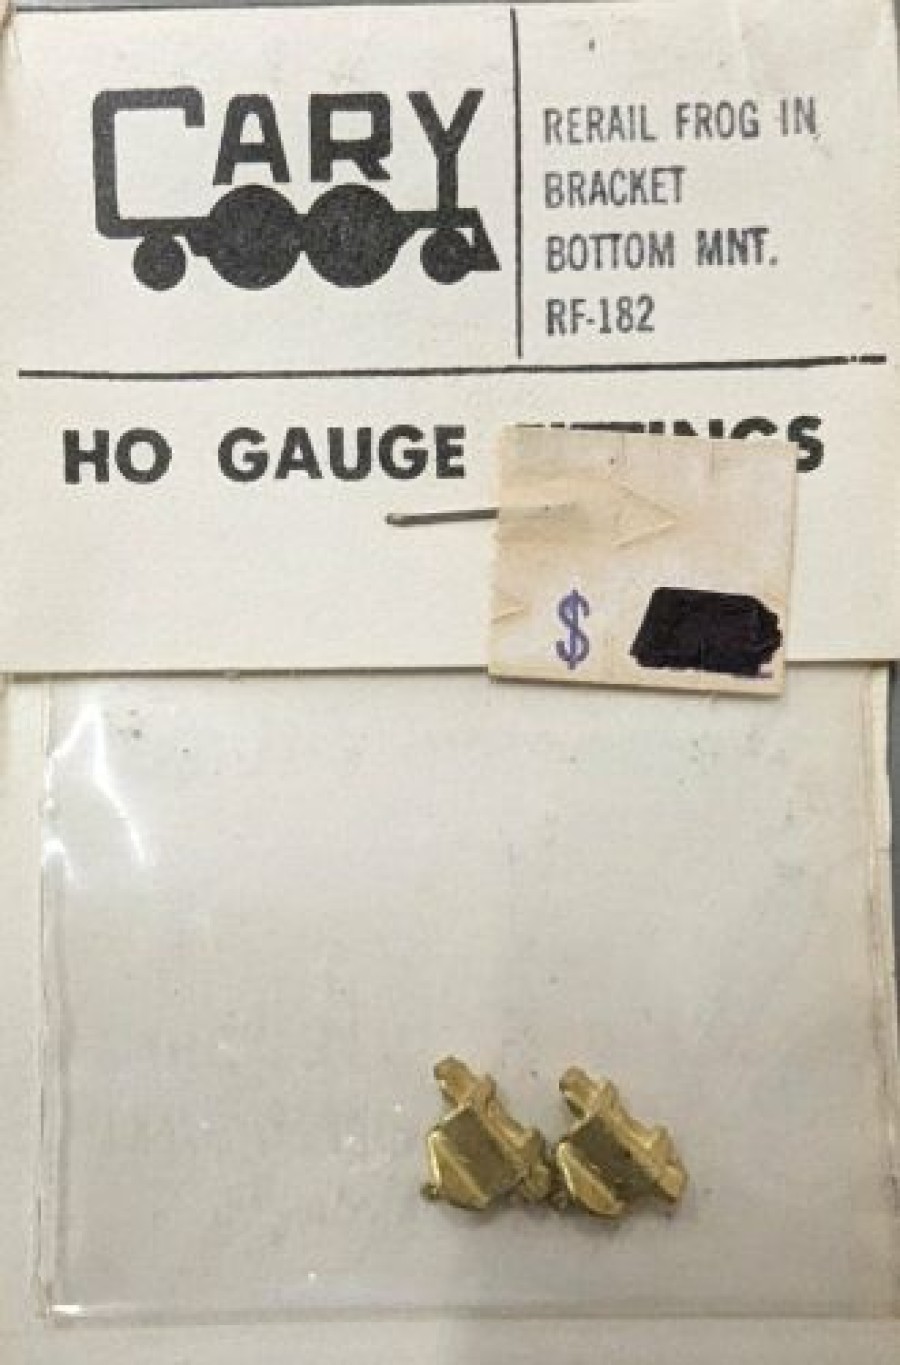 CARY
RERAIL FROG IN
BRACKET
BOTTOM MNT.
RF-182
HO GAUGE
$